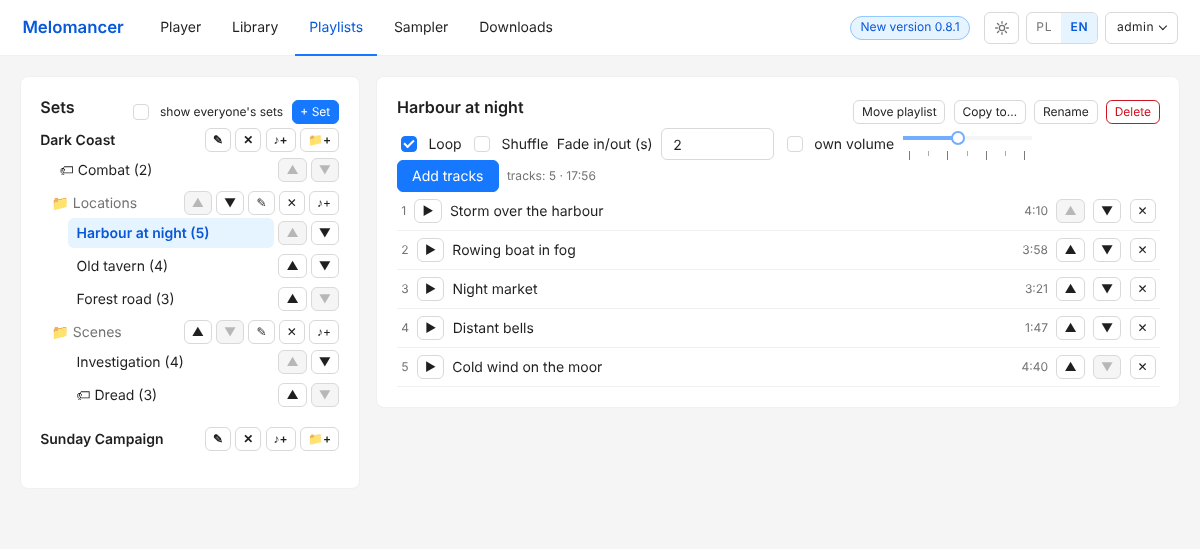 Melomancer Player Library Playlists Sampler Downloads New version 0.8.1 PL EN admin
Sets show everyone's sets + Set
Dark Coast
Combat (2)
Locations
Harbour at night (5)
Old tavern (4)
Forest road (3)
Scenes
Investigation (4)
Dread (3)
Sunday Campaign
Harbour at night Move playlist Copy to... Rename Delete
Loop Shuffle Fade in/out (s) 2 own volume
Add tracks tracks: 5 · 17:56
1 Storm over the harbour 4:10
2 Rowing boat in fog 3:58
3 Night market 3:21
4 Distant bells 1:47
5 Cold wind on the moor 4:40